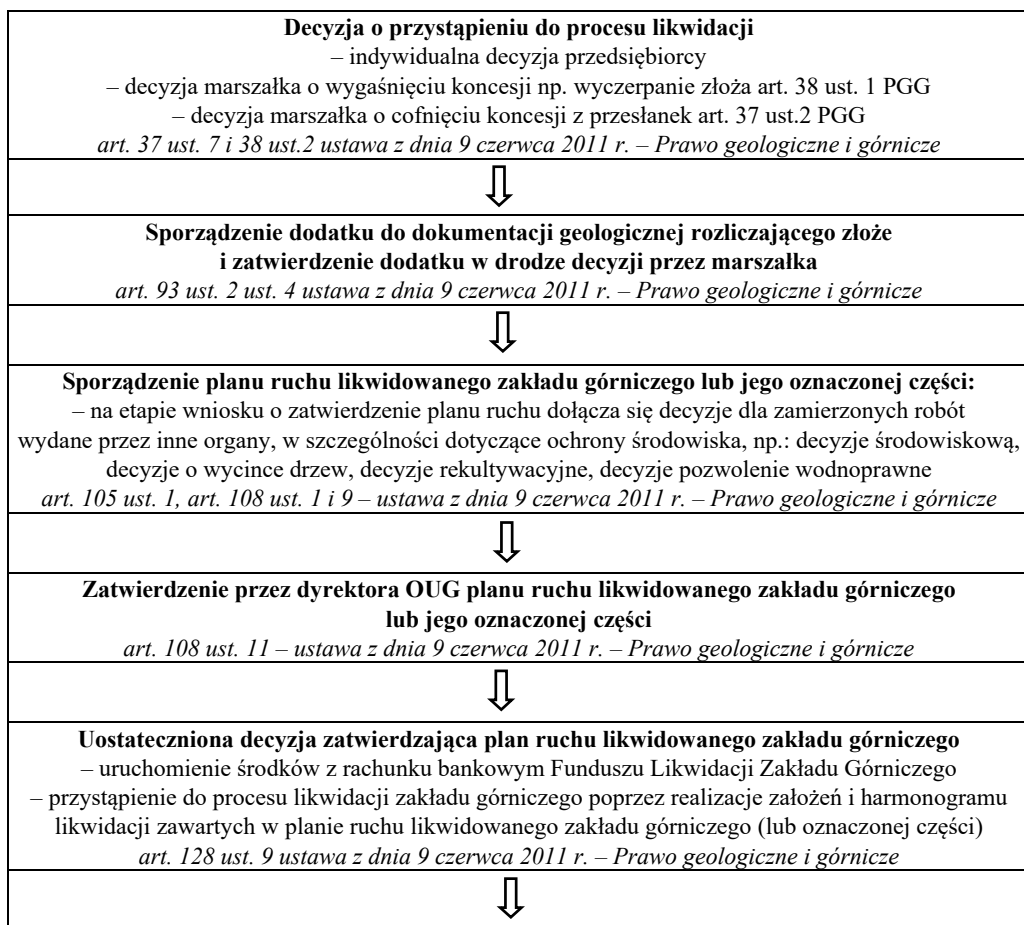 Decyzja o przystąpieniu do procesu likwidacji
– indywidualna decyzja przedsiębiorcy
– decyzja marszałka o wygaśnięciu koncesji np. wyczerpanie złoża art. 38 ust. 1 PGG
– decyzja marszałka o cofnięciu koncesji z przesłanek art. 37 ust.2 PGG
art. 37 ust. 7 i 38 ust.2 ustawa z dnia 9 czerwca 2011 r. – Prawo geologiczne i górnicze
Sporządzenie dodatku do dokumentacji geologicznej rozliczającego złoże
i zatwierdzenie dodatku w drodze decyzji przez marszałka
art. 93 ust. 2 ust. 4 ustawa z dnia 9 czerwca 2011 r. – Prawo geologiczne i górnicze
Sporządzenie planu ruchu likwidowanego zakładu górniczego lub jego oznaczonej części:
– na etapie wniosku o zatwierdzenie planu ruchu dołącza się decyzje dla zamierzonych robót
wydane przez inne organy, w szczególności dotyczące ochrony środowiska, np.: decyzje środowiskową,
decyzje o wycince drzew, decyzje rekultywacyjne, decyzje pozwolenie wodnoprawne
art. 105 ust. 1, art. 108 ust. 1 i 9 – ustawa z dnia 9 czerwca 2011 r. – Prawo geologiczne i górnicze
Zatwierdzenie przez dyrektora OUG planu ruchu likwidowanego zakładu górniczego
lub jego oznaczonej części
art. 108 ust. 11 – ustawa z dnia 9 czerwca 2011 r. – Prawo geologiczne i górnicze
Uostateczniona decyzja zatwierdzająca plan ruchu likwidowanego zakładu górniczego
– uruchomienie środków z rachunku bankowym Funduszu Likwidacji Zakładu Górniczego
– przystąpienie do procesu likwidacji zakładu górniczego poprzez realizacje założeń i harmonogramu
likwidacji zawartych w planie ruchu likwidowanego zakładu górniczego (lub oznaczonej części)
art. 128 ust. 9 ustawa z dnia 9 czerwca 2011 r. – Prawo geologiczne i górnicze